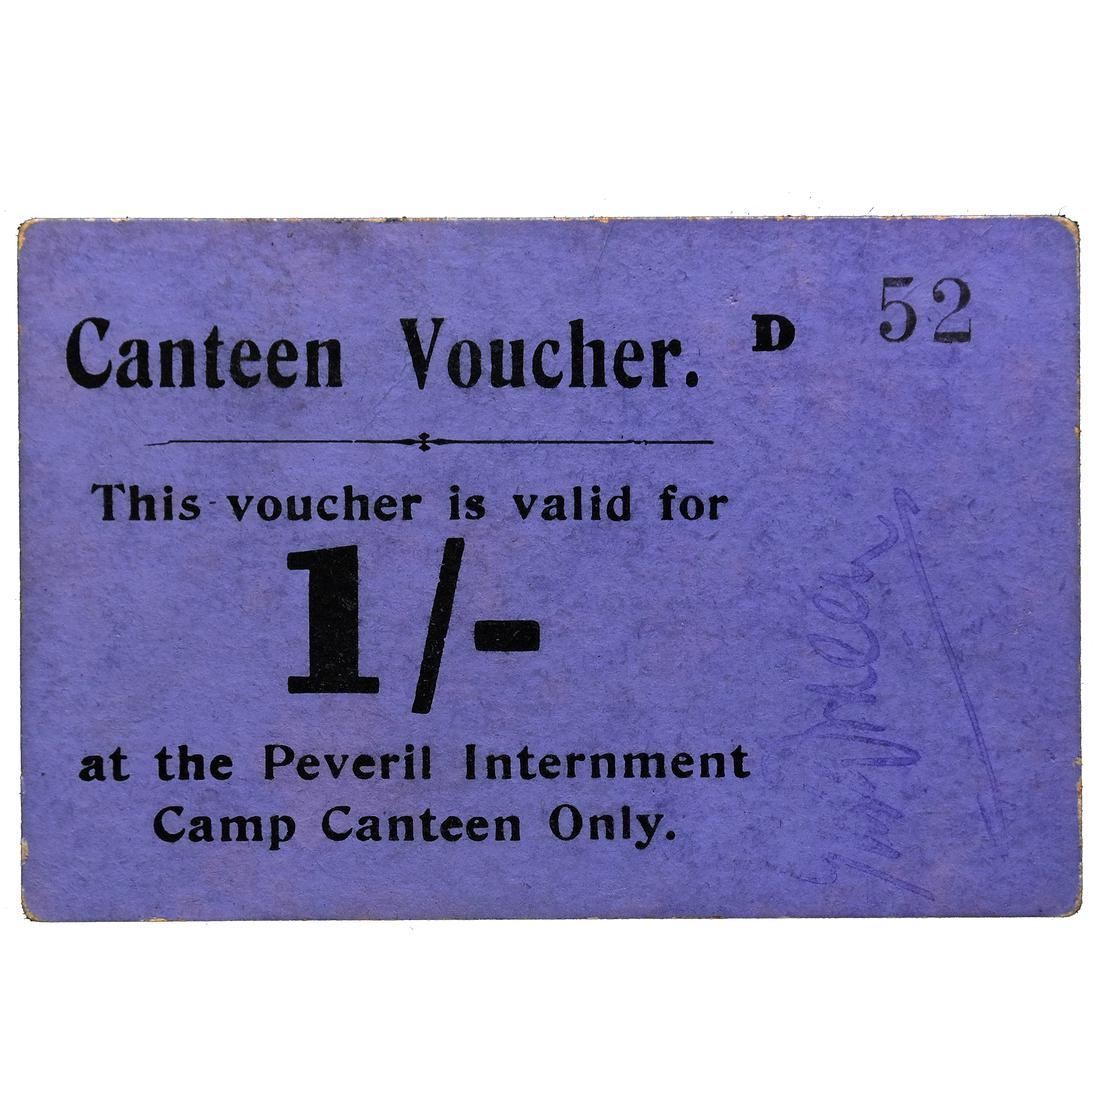 Canteen Voucher. D 52
This voucher is valid for
1/-
at the Peveril Internment
Camp Canteen Only.